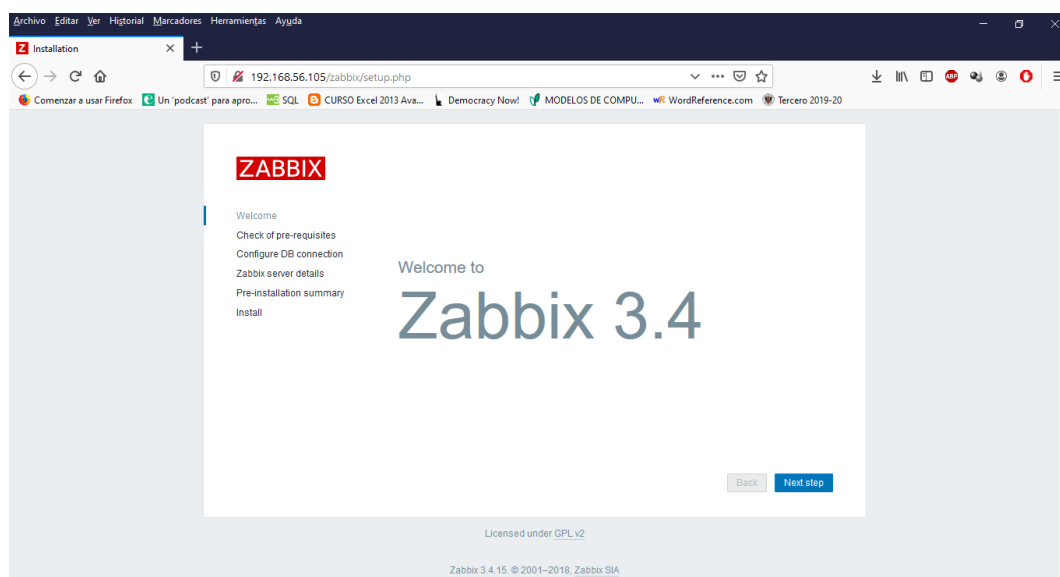 Archivo Editar Ver Historial Marcadores Herramientas Ayuda
Z Installation
192.168.56.105/zabbix/setup.php
Comenzar a usar Firefox Un 'podcast' para apro... SQL CURSO Excel 2013 Ava... Democracy Now! MODELOS DE COMPU... WR WordReference.com Tercero 2019-20
ABP
ZABBIX
Welcome
Check of pre-requisites
Configure DB connection
Zabbix server details
Pre-installation summary
Install
Welcome to
Zabbix 3.4
Back Next step
Licensed under GPL v2
Zabbix 3.4.15. © 2001–2018, Zabbix SIA